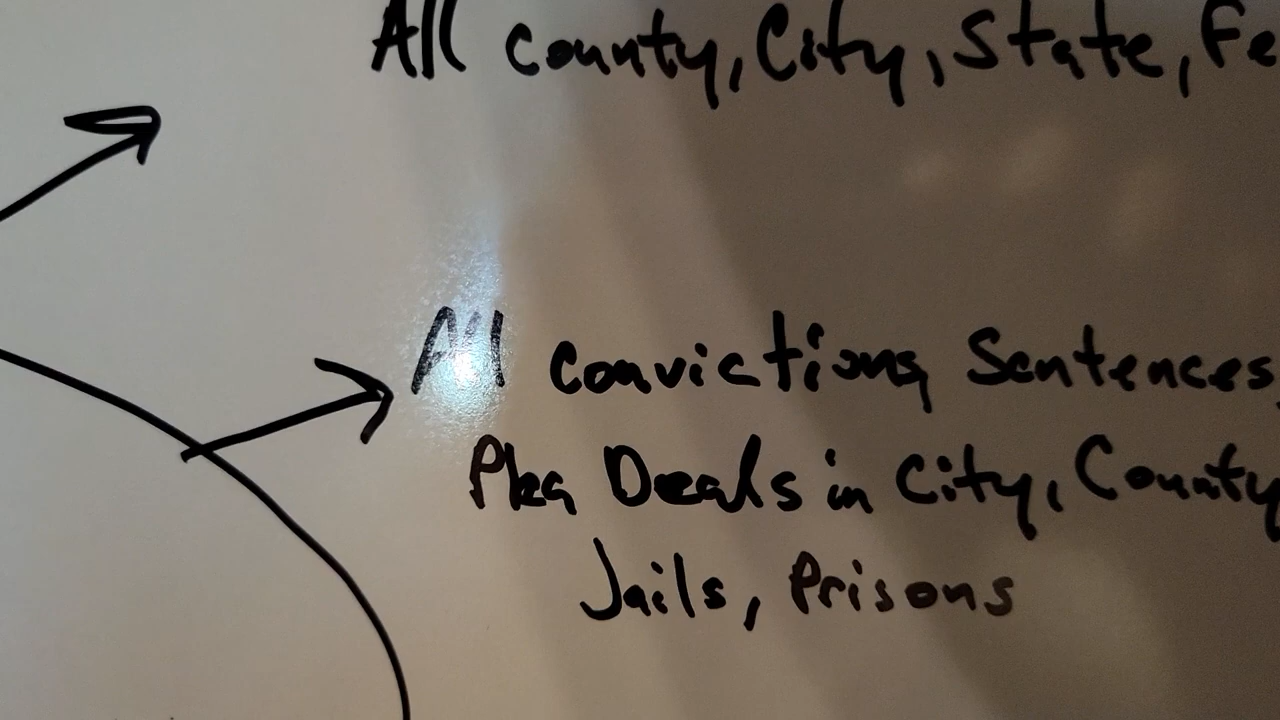 All county, City, State, Fe
All convictions, Sentences,
Plea Deals in City, County
Jails, Prisons